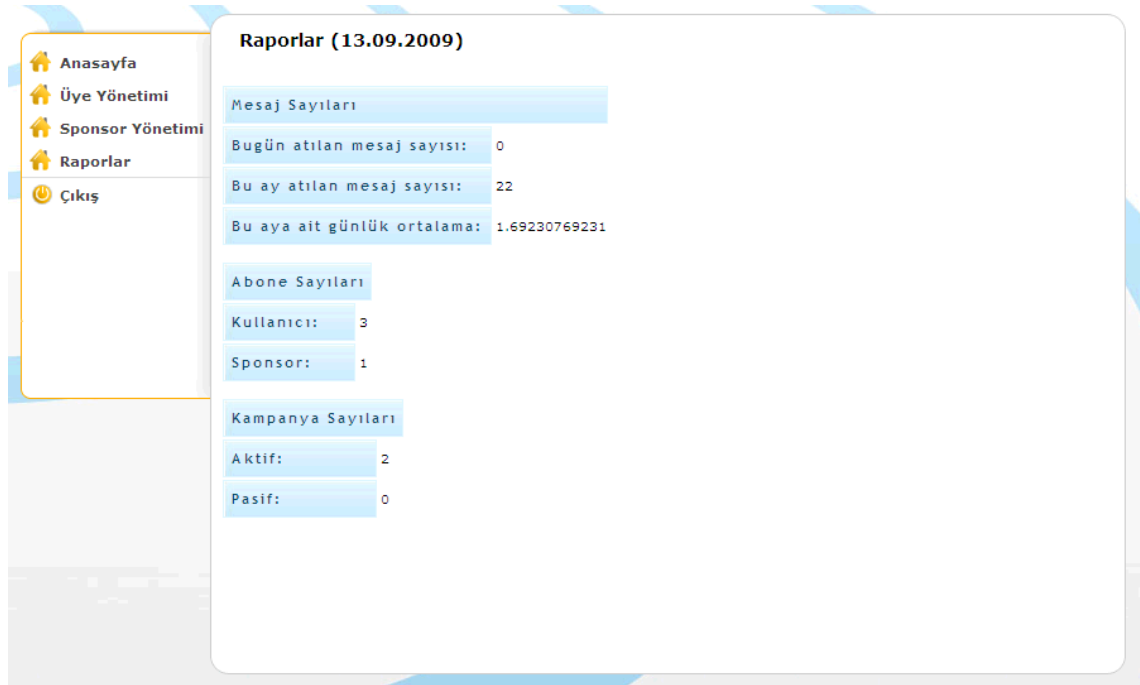 Anasayfa
Üye Yönetimi
Sponsor Yönetimi
Raporlar
Çıkış
Raporlar (13.09.2009)
Mesaj Sayıları
Bugün atılan mesaj sayısı: 0
Bu ay atılan mesaj sayısı: 22
Bu aya ait günlük ortalama: 1.69230769231
Abone Sayıları
Kullanıcı: 3
Sponsor: 1
Kampanya Sayıları
Aktif: 2
Pasif: 0